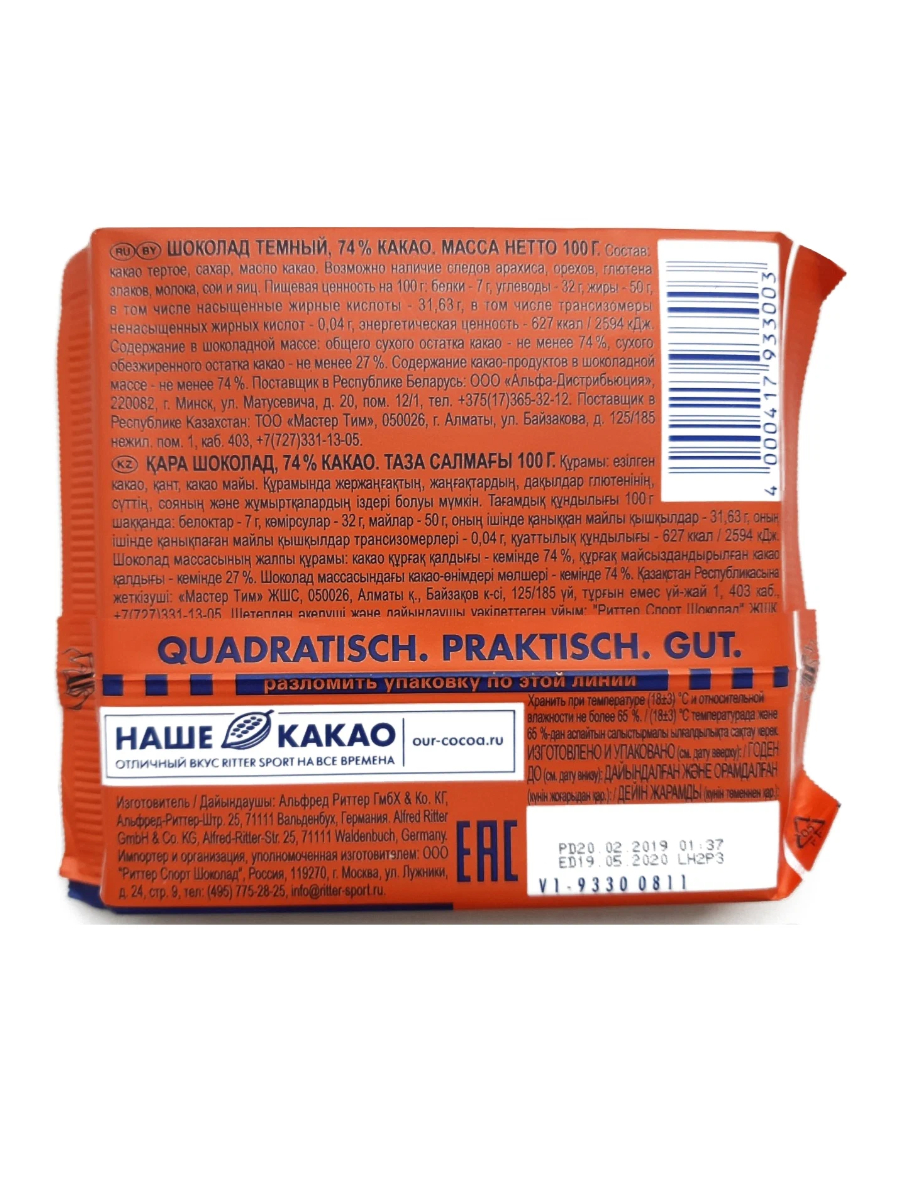 RU BY ШОКОЛАД ТЕМНЫЙ, 74% КАКАО. МАССА НЕТТО 100 Г. Состав:
какао тертое, сахар, масло какао. Возможно наличие следов арахиса, орехов, глютена
злаков, молока, сои и яиц. Пищевая ценность на 100 г: белки - 7 г, углеводы - 32 г, жиры - 50 г,
в том числе насыщенные жирные кислоты - 31,63 г, в том числе трансизомеры
ненасыщенных жирных кислот - 0,04 г, энергетическая ценность - 627 ккал / 2594 кДж.
Содержание в шоколадной массе: общего сухого остатка какао - не менее 74 %, сухого
обезжиренного остатка какао - не менее 27 %. Содержание какао-продуктов в шоколадной
массе - не менее 74 %. Поставщик в Республике Беларусь: ООО «Альфа-Дистрибьюция»,
220082, г. Минск, ул. Матусевича, д. 20, пом. 12/1, тел. +375(17)365-32-12. Поставщик в
Республике Казахстан: ТОО «Мастер Тим», 050026, г. Алматы, ул. Байзакова, д. 125/185
нежил. пом. 1, каб. 403, +7(727)331-13-05.
KZ ҚАРА ШОКОЛАД, 74% КАКАО. ТАЗА САЛМАҒЫ 100 Г. Құрамы: езілген
какао, қант, какао майы. Құрамында жержаңғақтың, жаңғақтардың, дақылдар глютенінің,
сүттің, сояның және жұмыртқалардың іздері болуы мүмкін. Тағамдық құндылығы 100 г
шаққанда: белоктар - 7 г, көмірсулар - 32 г, майлар - 50 г, оның ішінде қаныққан майлы қышқылдар - 31,63 г, оның
ішінде қанықпаған майлы қышқылдар трансизомерлері - 0,04 г, қуаттылық құндылығы - 627 ккал / 2594 кДж.
Шоколад массасының жалпы құрамы: какао құрғақ қалдығы - кемінде 74 %, құрғақ майсыздандырылған какао
қалдығы - кемінде 27 %. Шоколад массасындағы какао-өнімдері мөлшері - кемінде 74 %. Қазақстан Республикасына
жеткізуші: «Мастер Тим» ЖШС, 050026, Алматы қ., Байзақов к-сі, 125/185 үй, тұрғын емес үй-жай 1, 403 каб.,
+7(727)331-13-05. Шетелден әкелуші және дайындаушы уәкілеттеген ұйым: "Риттер Спорт Шоколад" ЖШҚ
4 000417 933003
QUADRATISCH. PRAKTISCH. GUT.
разломить упаковку по этой линии
НАШЕ КАКАО
our-cocoa.ru
ОТЛИЧНЫЙ ВКУС RITTER SPORT НА ВСЕ ВРЕМЕНА
Изготовитель / Дайындаушы: Альфред Риттер ГмбХ & Ко. КГ,
Альфред-Риттер-Штр. 25, 71111 Вальденбух, Германия. Alfred Ritter
GmbH & Co. KG, Alfred-Ritter-Str. 25, 71111 Waldenbuch, Germany.
Импортер и организация, уполномоченная изготовителем: ООО
"Риттер Спорт Шоколад", Россия, 119270, г. Москва, ул. Лужники,
д. 24, стр. 9, тел: (495) 775-28-25, info@ritter-sport.ru.
EAC
Хранить при температуре (18±3) °С и относительной
влажности не более 65 %. / (18±3) °С температурада және
65 %-дан аспайтын салыстырмалы ылғалдылықта сақтау керек.
ИЗГОТОВЛЕНО И УПАКОВАНО (см. дату вверху): / ГОДЕН
ДО (см. дату внизу): ДАЙЫНДАЛҒАН ЖӘНЕ ОРАМДАЛҒАН
(күнін жоғарыдан қар.): / ДЕЙІН ЖАРАМДЫ (күнін төменнен қар.):
PD20.02.2019 01:37
ED19.05.2020 LH2P3
V1-9330 0811